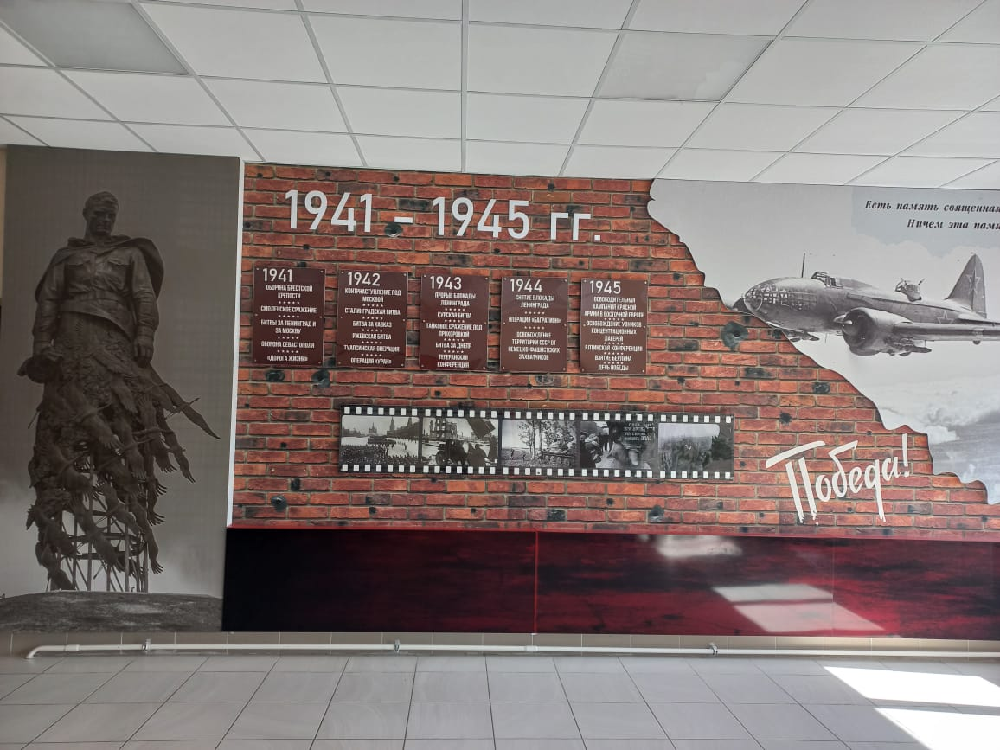 1941 - 1945 гг.
Есть память священная
Ничем эта памя
1941
ОБОРОНА БРЕСТСКОЙ
КРЕПОСТИ
*****
СМОЛЕНСКОЕ СРАЖЕНИЕ
*****
БИТВЫ ЗА ЛЕНИНГРАД И
ЗА МОСКВУ
*****
ОБОРОНА СЕВАСТОПОЛЯ
*****
«ДОРОГА ЖИЗНИ»
1942
КОНТРНАСТУПЛЕНИЕ ПОД
МОСКВОЙ
*****
СТАЛИНГРАДСКАЯ БИТВА
*****
БИТВА ЗА КАВКАЗ
*****
РЖЕВСКАЯ БИТВА
*****
ТУАПСИНСКАЯ ОПЕРАЦИЯ
*****
ОПЕРАЦИЯ «УРАН»
1943
ПРОРЫВ БЛОКАДЫ
ЛЕНИНГРАДА
*****
КУРСКАЯ БИТВА
*****
ТАНКОВОЕ СРАЖЕНИЕ ПОД
ПРОХОРОВКОЙ
*****
БИТВА ЗА ДНЕПР
*****
ТЕГЕРАНСКАЯ
КОНФЕРЕНЦИЯ
1944
СНЯТИЕ БЛОКАДЫ
ЛЕНИНГРАДА
*****
ОПЕРАЦИЯ «БАГРАТИОН»
*****
ОСВОБОЖДЕНИЕ
ТЕРРИТОРИИ СССР ОТ
НЕМЕЦКО-ФАШИСТСКИХ
ЗАХВАТЧИКОВ
1945
ОСВОБОДИТЕЛЬНАЯ
КАМПАНИЯ КРАСНОЙ
АРМИИ В ВОСТОЧНОЙ ЕВРОПЕ
*****
ОСВОБОЖДЕНИЕ УЗНИКОВ
КОНЦЕНТРАЦИОННЫХ
ЛАГЕРЕЙ
*****
ЯЛТИНСКАЯ КОНФЕРЕНЦИЯ
*****
ВЗЯТИЕ БЕРЛИНА
*****
ДЕНЬ ПОБЕДЫ
Победа!